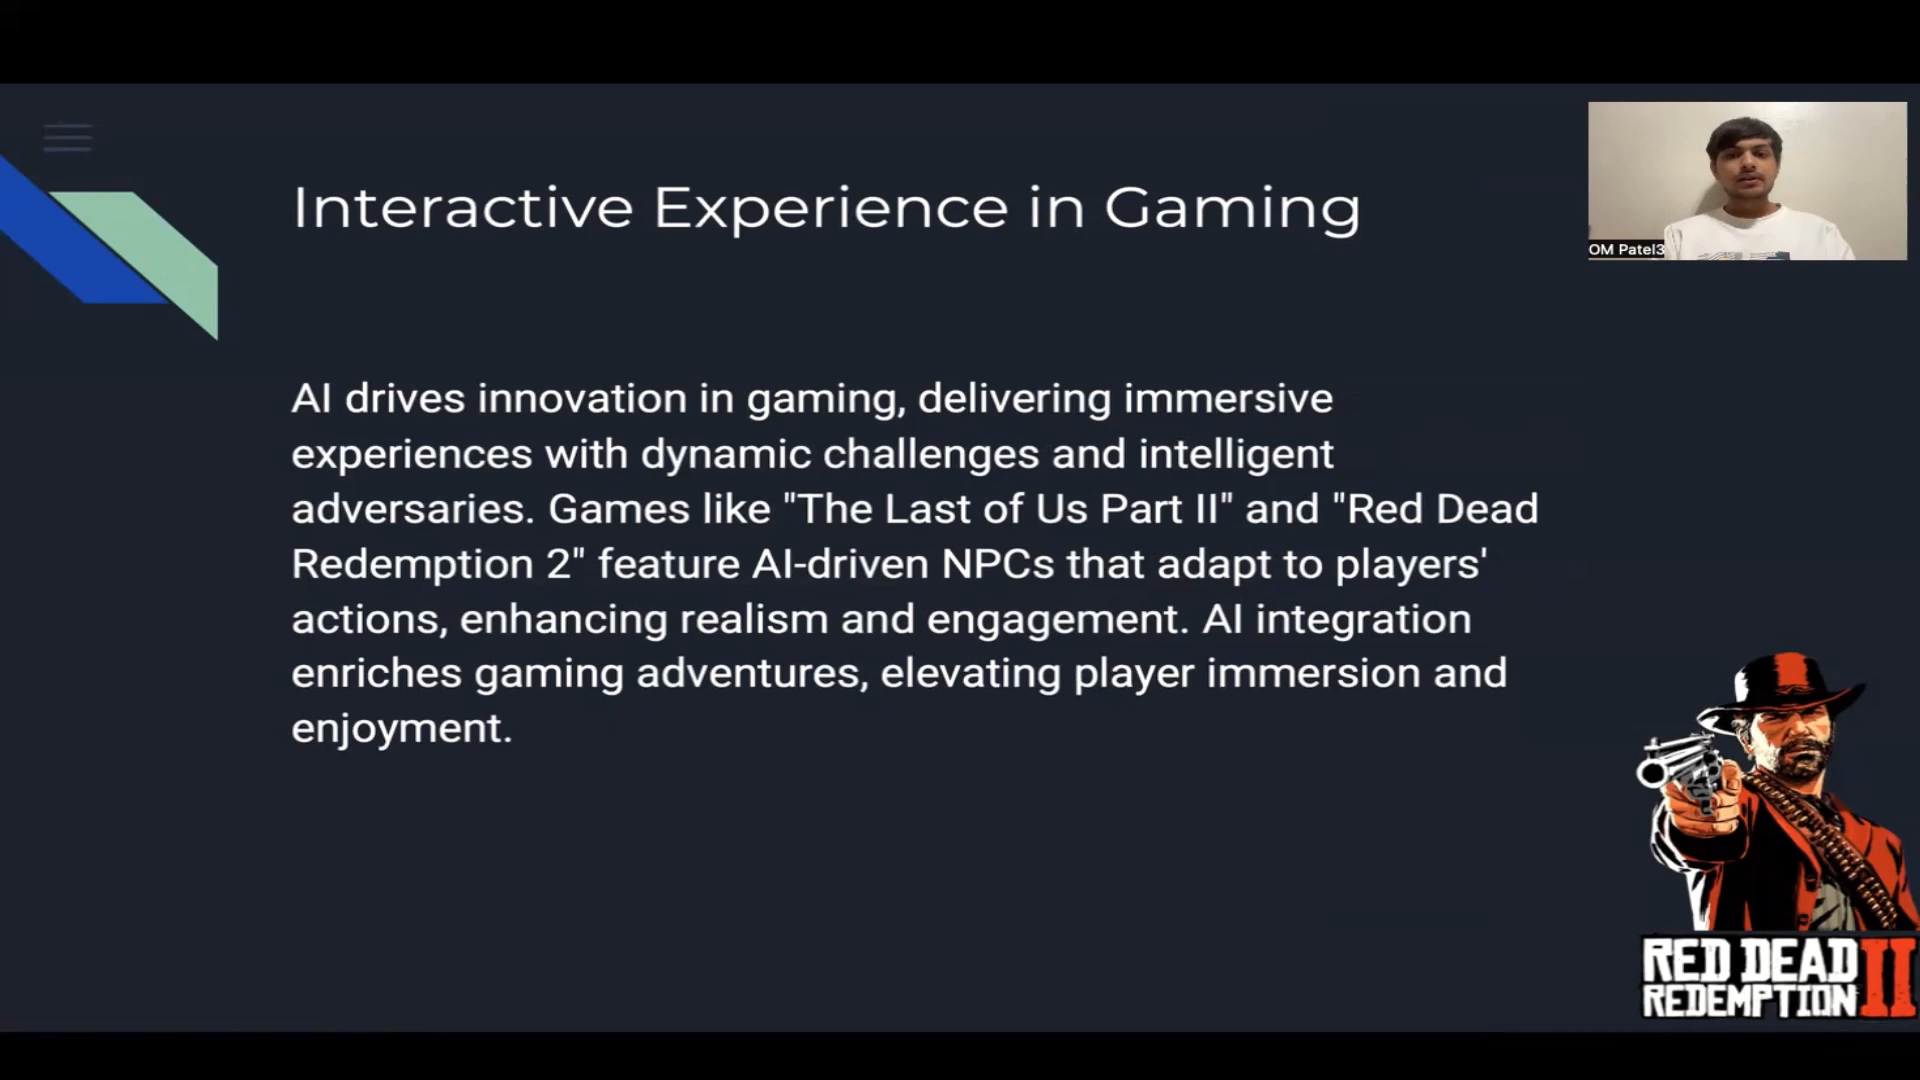 Interactive Experience in Gaming
OM Patel3
AI drives innovation in gaming, delivering immersive
experiences with dynamic challenges and intelligent
adversaries. Games like "The Last of Us Part II" and "Red Dead
Redemption 2" feature AI-driven NPCs that adapt to players'
actions, enhancing realism and engagement. AI integration
enriches gaming adventures, elevating player immersion and
enjoyment.
RED DEAD
REDEMPTION II